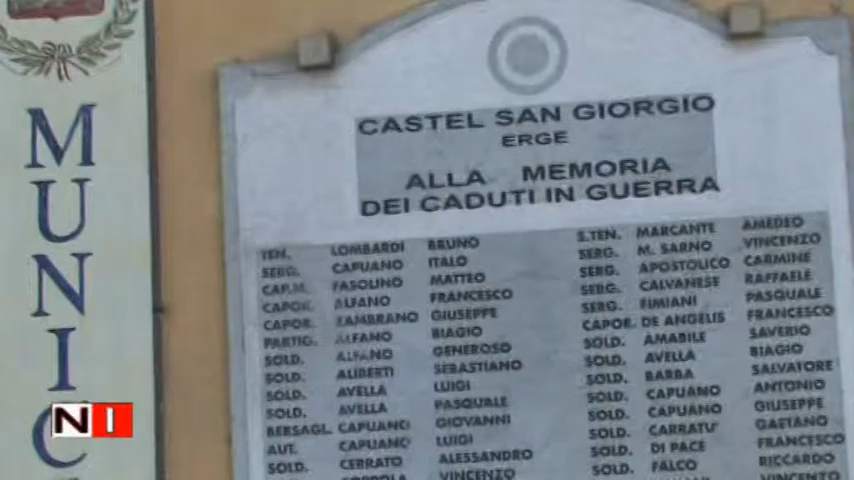 MUNIC
CASTEL SAN GIORGIO
ERGE
ALLA MEMORIA
DEI CADUTI IN GUERRA
TEN. LOMBARDI BRUNO
SERG. CAPUANO ITALO
CAP.M. FASOLINO MATTEO
CAPOR. ALFANO FRANCESCO
CAPOR. ZAMBRANO GIUSEPPE
PARTIG. ALFANO BIAGIO
SOLD. ALFANO GENEROSO
SOLD. ALIBERTI SEBASTIANO
SOLD. AVELLA LUIGI
SOLD. AVELLA PASQUALE
BERSAGL. CAPUANO GIOVANNI
AUT. CAPUANO LUIGI
SOLD. CERRATO ALESSANDRO
VINCENZO
S.TEN. MARCANTE AMEDEO
SERG. M. SARNO VINCENZO
SERG. APOSTOLICO CARMINE
SERG. CALVANESE RAFFAELE
SERG. FIMIANI PASQUALE
CAPOR. DE ANGELIS FRANCESCO
SOLD. AMABILE SAVERIO
SOLD. AVELLA BIAGIO
SOLD. BARBA SALVATORE
SOLD. CAPUANO ANTONIO
SOLD. CAPUANO GIUSEPPE
SOLD. CARRATU' GAETANO
SOLD. DI PACE FRANCESCO
SOLD. FALCO RICCARDO
VINCENZO
NI